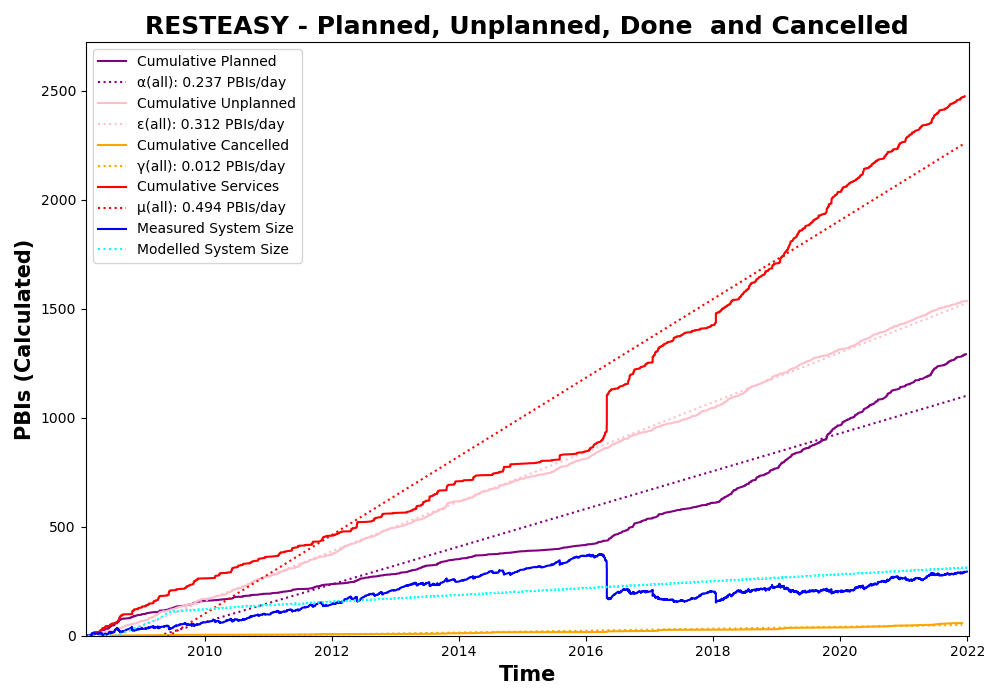 RESTEASY - Planned, Unplanned, Done  and Cancelled
Cumulative Planned
α(all): 0.237 PBIs/day
Cumulative Unplanned
ε(all): 0.312 PBIs/day
Cumulative Cancelled
γ(all): 0.012 PBIs/day
Cumulative Services
μ(all): 0.494 PBIs/day
Measured System Size
Modelled System Size
PBIs (Calculated)
2500
2000
1500
1000
500
0
2010 2012 2014 2016 2018 2020 2022
Time